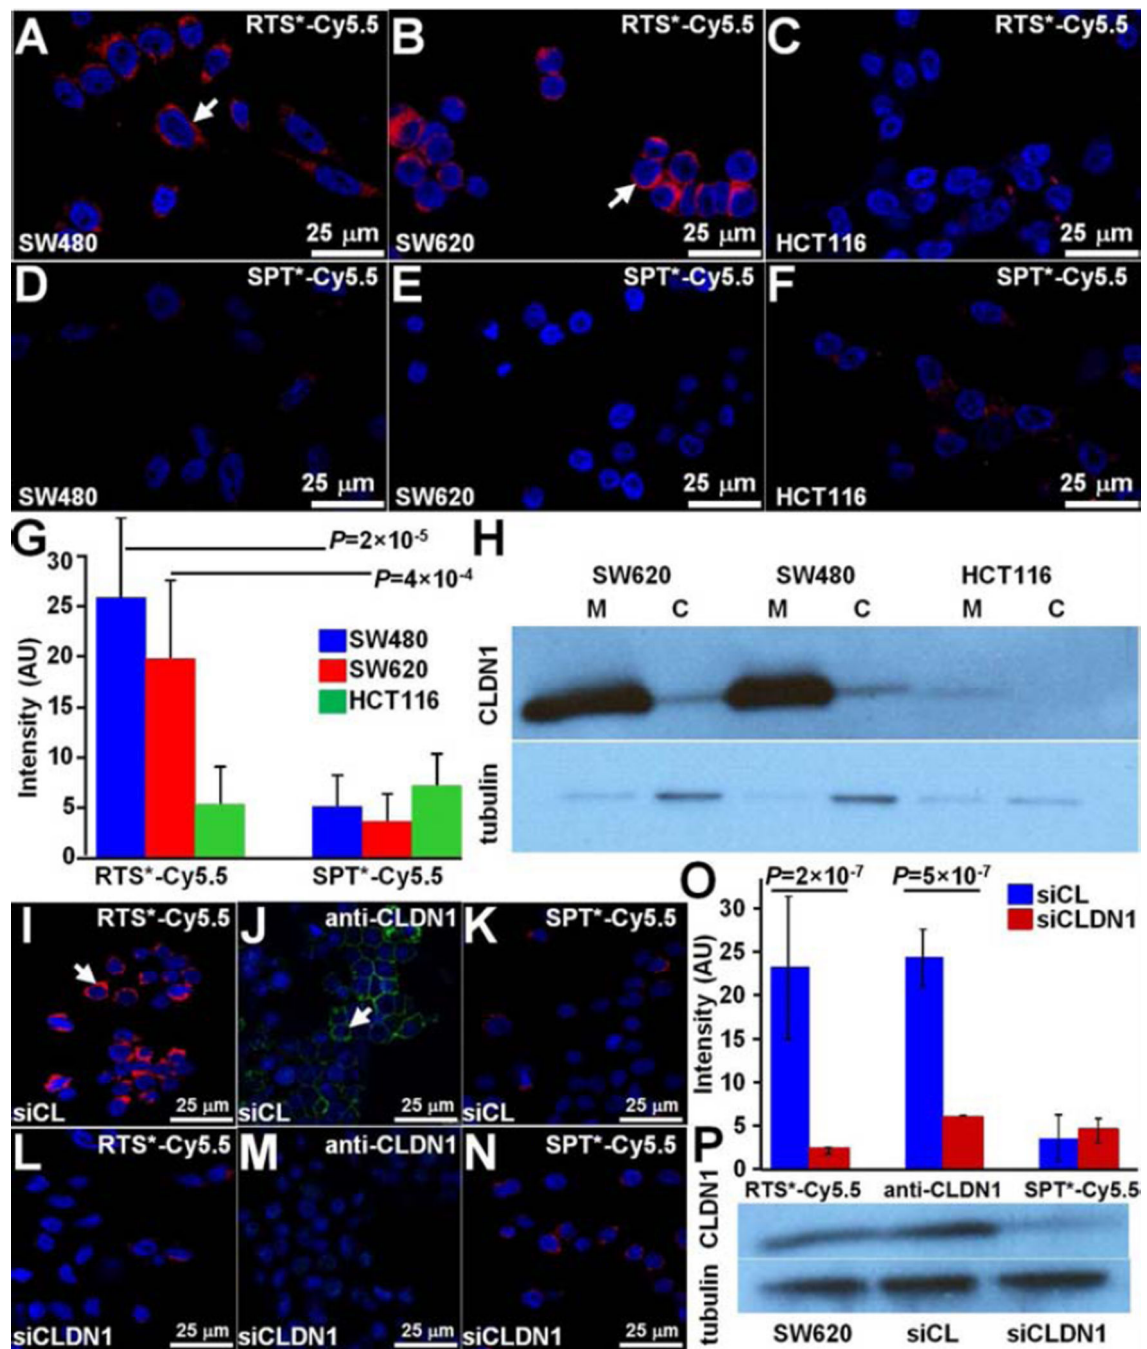 A RTS*-Cy5.5
SW480 25 μm
B RTS*-Cy5.5
SW620 25 μm
C RTS*-Cy5.5
HCT116 25 μm
D SPT*-Cy5.5
SW480 25 μm
E SPT*-Cy5.5
SW620 25 μm
F SPT*-Cy5.5
HCT116 25 μm
G
P=2×10-5
P=4×10-4
Intensity (AU)
30
25
20
15
10
5
0
SW480
SW620
HCT116
RTS*-Cy5.5 SPT*-Cy5.5
H
SW620 SW480 HCT116
M C M C M C
CLDN1
tubulin
I RTS*-Cy5.5
siCL 25 μm
J anti-CLDN1
siCL 25 μm
K SPT*-Cy5.5
siCL 25 μm
L RTS*-Cy5.5
siCLDN1 25 μm
M anti-CLDN1
siCLDN1 25 μm
N SPT*-Cy5.5
siCLDN1 25 μm
O
P=2×10-7 P=5×10-7
siCL
siCLDN1
Intensity (AU)
30
25
20
15
10
5
0
RTS*-Cy5.5 anti-CLDN1 SPT*-Cy5.5
P
CLDN1
tubulin
SW620 siCL siCLDN1